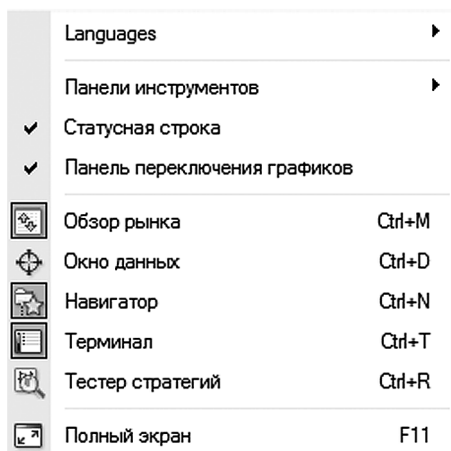 Languages
Панели инструментов
Статусная строка
Панель переключения графиков
Обзор рынка Ctrl+M
Окно данных Ctrl+D
Навигатор Ctrl+N
Терминал Ctrl+T
Тестер стратегий Ctrl+R
Полный экран F11